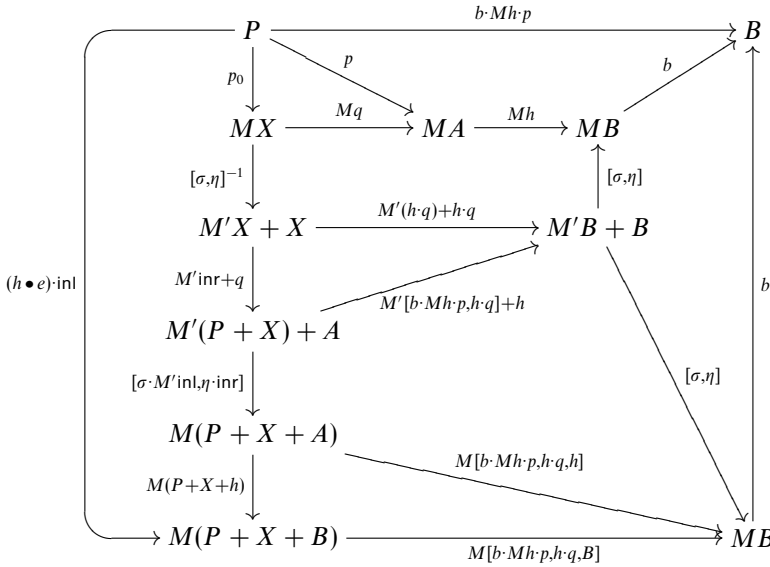 b·Mh·p
P
B
p
b
p₀
Mq
Mh
MX
MA
MB
[σ,η]⁻¹
[σ,η]
M′(h·q)+h·q
M′X + X
M′B + B
(h • e)·inl
M′inr+q
M′[b·Mh·p,h·q]+h
b
M′(P + X) + A
[σ·M′inl,η·inr]
[σ,η]
M(P + X + A)
M[b·Mh·p,h·q,h]
M(P+X+h)
M(P + X + B)
MB
M[b·Mh·p,h·q,B]